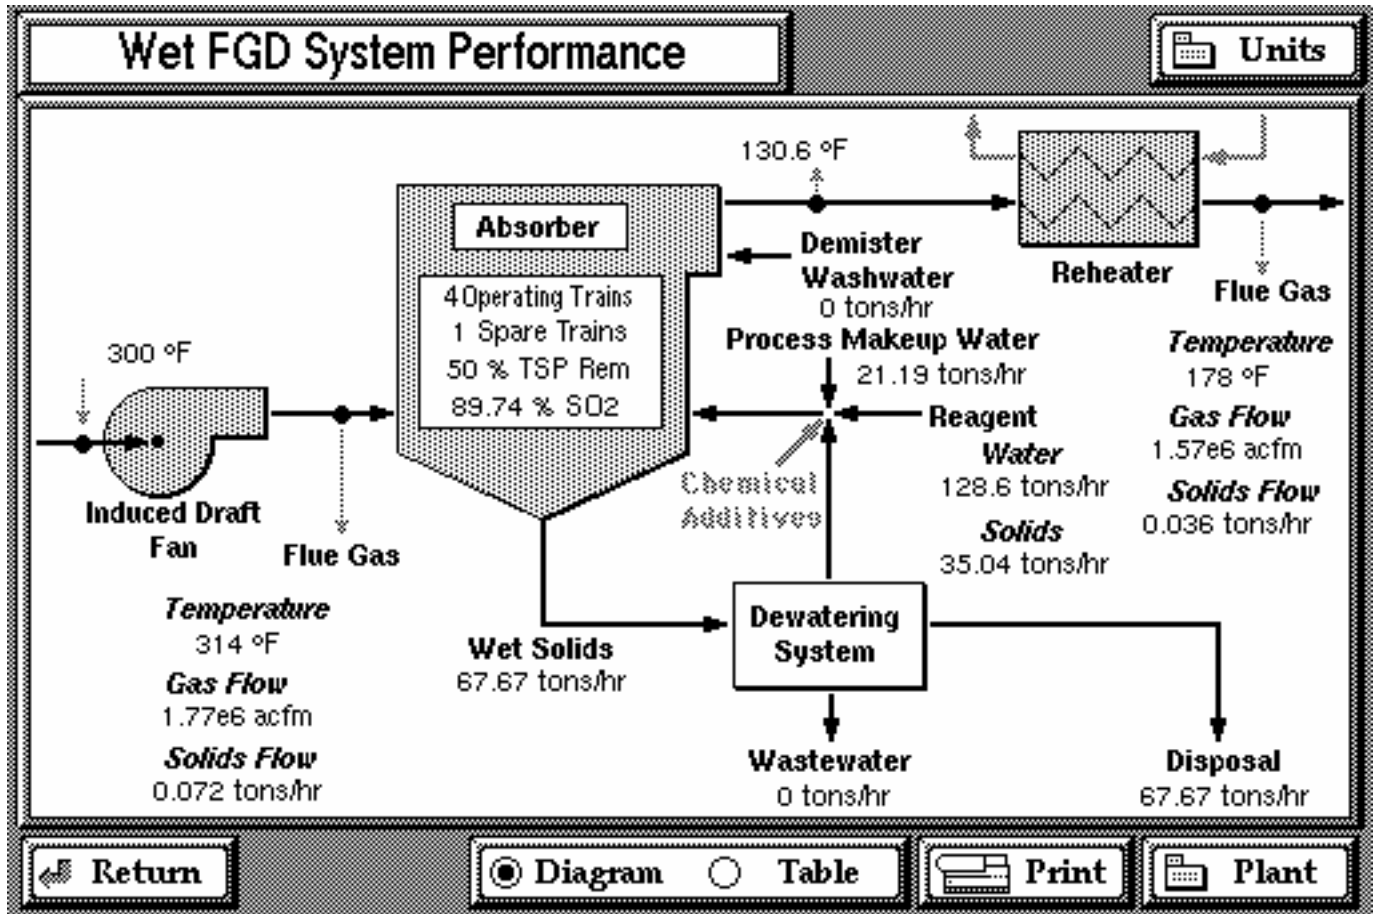 Wet FGD System Performance
Units
130.6 °F
Absorber
4 Operating Trains
1 Spare Trains
50 % TSP Rem
89.74 % SO2
Demister
Washwater
0 tons/hr
Reheater
Flue Gas
Process Makeup Water
21.19 tons/hr
Temperature
178 °F
Gas Flow
1.57e6 acfm
Solids Flow
0.036 tons/hr
300 °F
Reagent
Water
128.6 tons/hr
Solids
35.04 tons/hr
Chemical
Additives
Induced Draft
Fan
Flue Gas
Temperature
314 °F
Gas Flow
1.77e6 acfm
Solids Flow
0.072 tons/hr
Wet Solids
67.67 tons/hr
Dewatering
System
Wastewater
0 tons/hr
Disposal
67.67 tons/hr
Return
Diagram
Table
Print
Plant